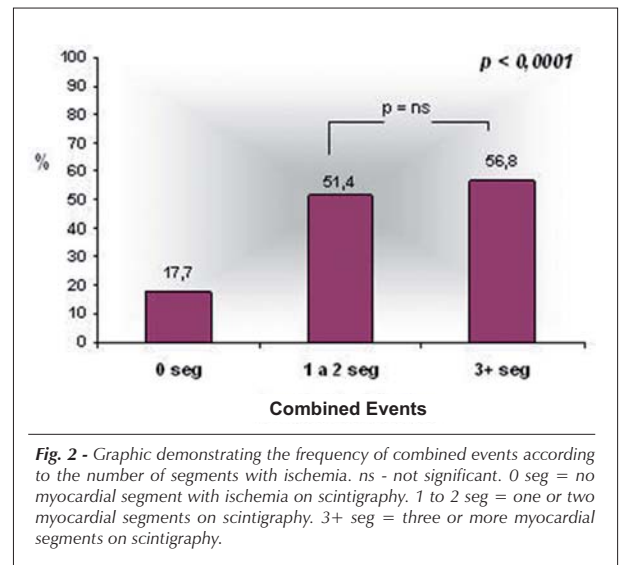 100
p < 0,0001
90
80
p = ns
70
%
60
56,8
51,4
50
40
30
20
17,7
10
0
0 seg 1 a 2 seg 3+ seg
Combined Events
Fig. 2 - Graphic demonstrating the frequency of combined events according
to the number of segments with ischemia. ns - not significant. 0 seg = no
myocardial segment with ischemia on scintigraphy. 1 to 2 seg = one or two
myocardial segments on scintigraphy. 3+ seg = three or more myocardial
segments on scintigraphy.